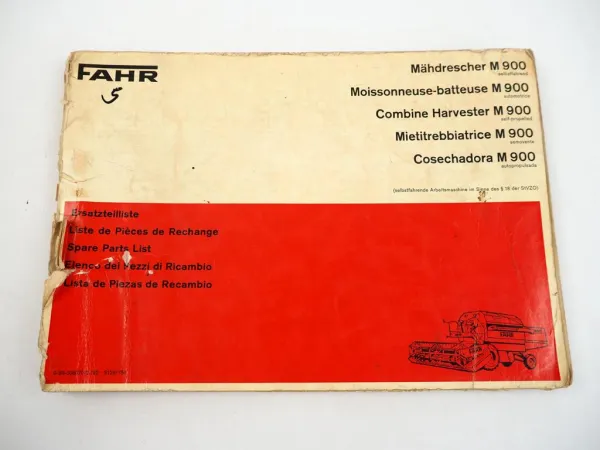 FAHR
5
Mähdrescher M 900
selbstfahrend
Moissonneuse-batteuse M 900
automotrice
Combine Harvester M 900
self-propelled
Mietitrebbiatrice M 900
semovente
Cosechadora M 900
autopropulsada
(selbstfahrende Arbeitsmaschine im Sinne des § 18 der StVZO)
Ersatzteilliste
Liste de Pièces de Rechange
Spare Parts List
Elenco dei Pezzi di Ricambio
Lista de Piezas de Recambio
FAHR